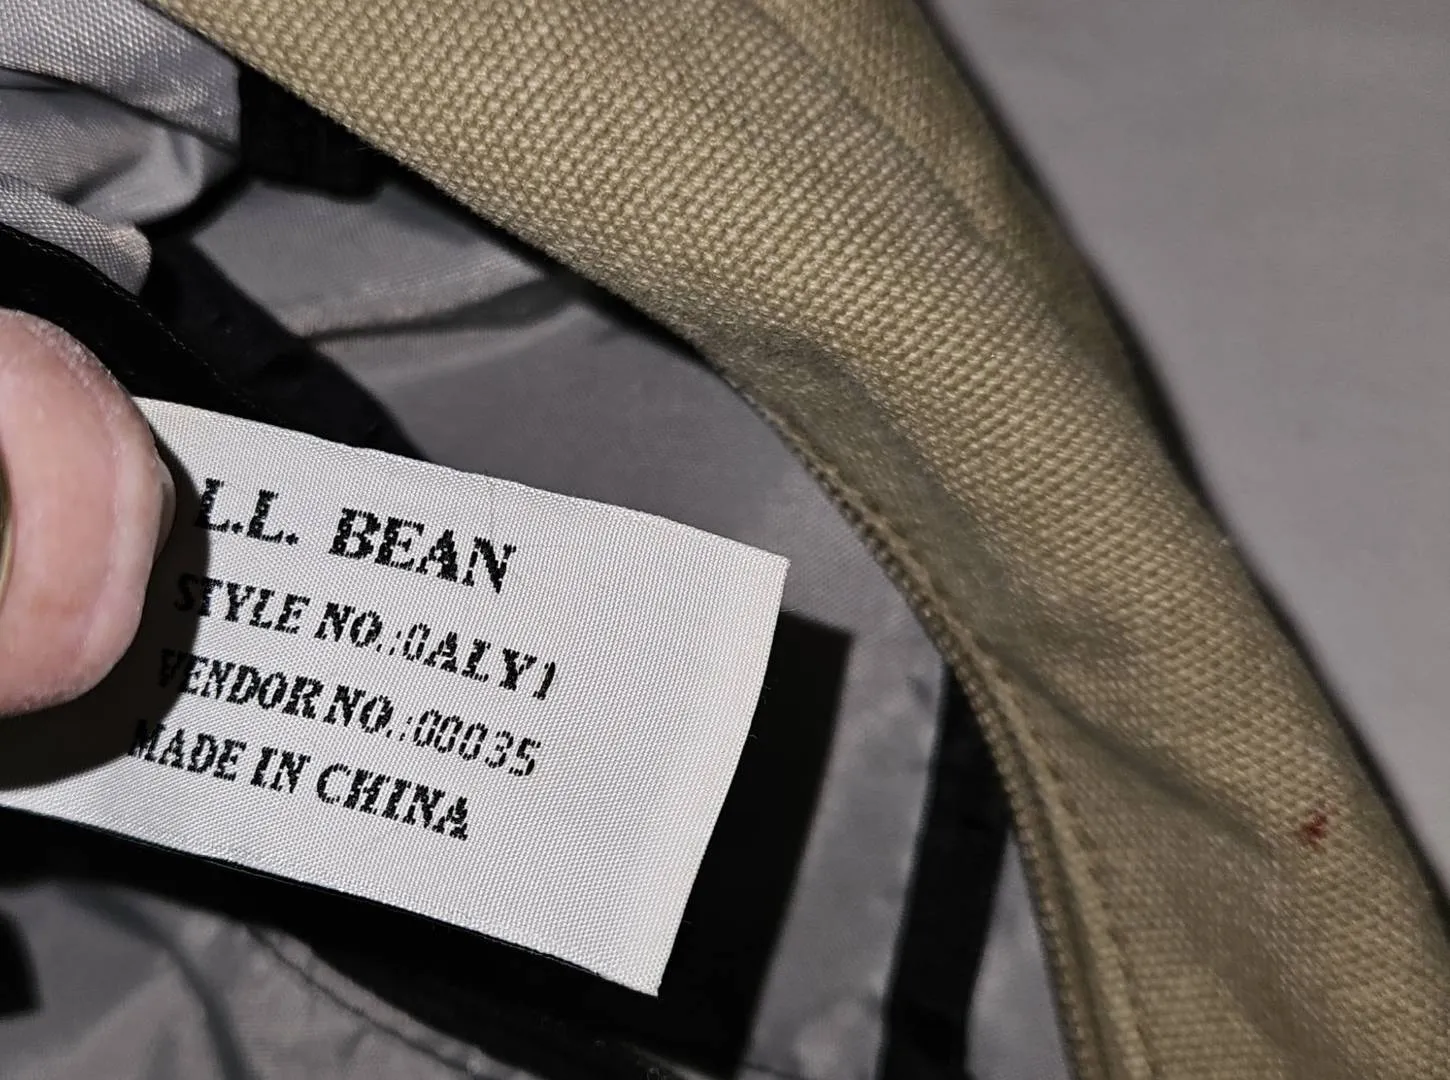 L.L. BEAN
STYLE NO.:0ALY1
VENDOR NO.:00035
MADE IN CHINA